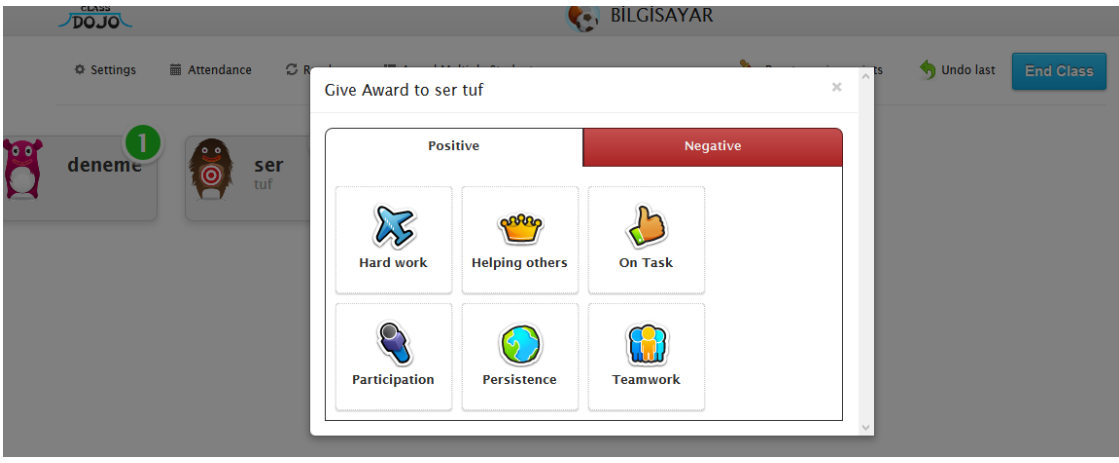 CLASS
DOJO
BİLGİSAYAR
Settings
Attendance
Undo last
End Class
Give Award to ser tuf
×
Positive
Negative
1
deneme
ser
tuf
Hard work
Helping others
On Task
Participation
Persistence
Teamwork